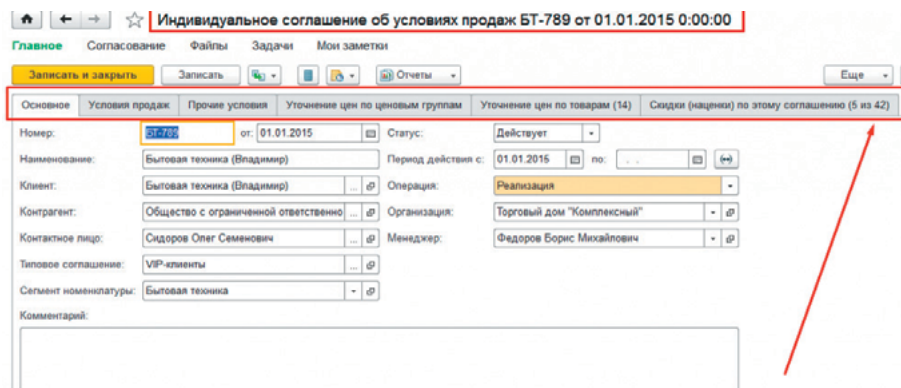 Индивидуальное соглашение об условиях продаж БТ-789 от 01.01.2015 0:00:00
Главное Согласование Файлы Задачи Мои заметки
Записать и закрыть Записать Отчеты Еще
Основное Условия продаж Прочие условия Уточнение цен по ценовым группам Уточнение цен по товарам (14) Скидки (наценки) по этому соглашению (5 из 42)
Номер: БТ-789 от: 01.01.2015 Статус: Действует
Наименование: Бытовая техника (Владимир) Период действия с: 01.01.2015 по: . .
Клиент: Бытовая техника (Владимир) Операция: Реализация
Контрагент: Общество с ограниченной ответственно Организация: Торговый дом "Комплексный"
Контактное лицо: Сидоров Олег Семенович Менеджер: Федоров Борис Михайлович
Типовое соглашение: VIP-клиенты
Сегмент номенклатуры: Бытовая техника
Комментарий: